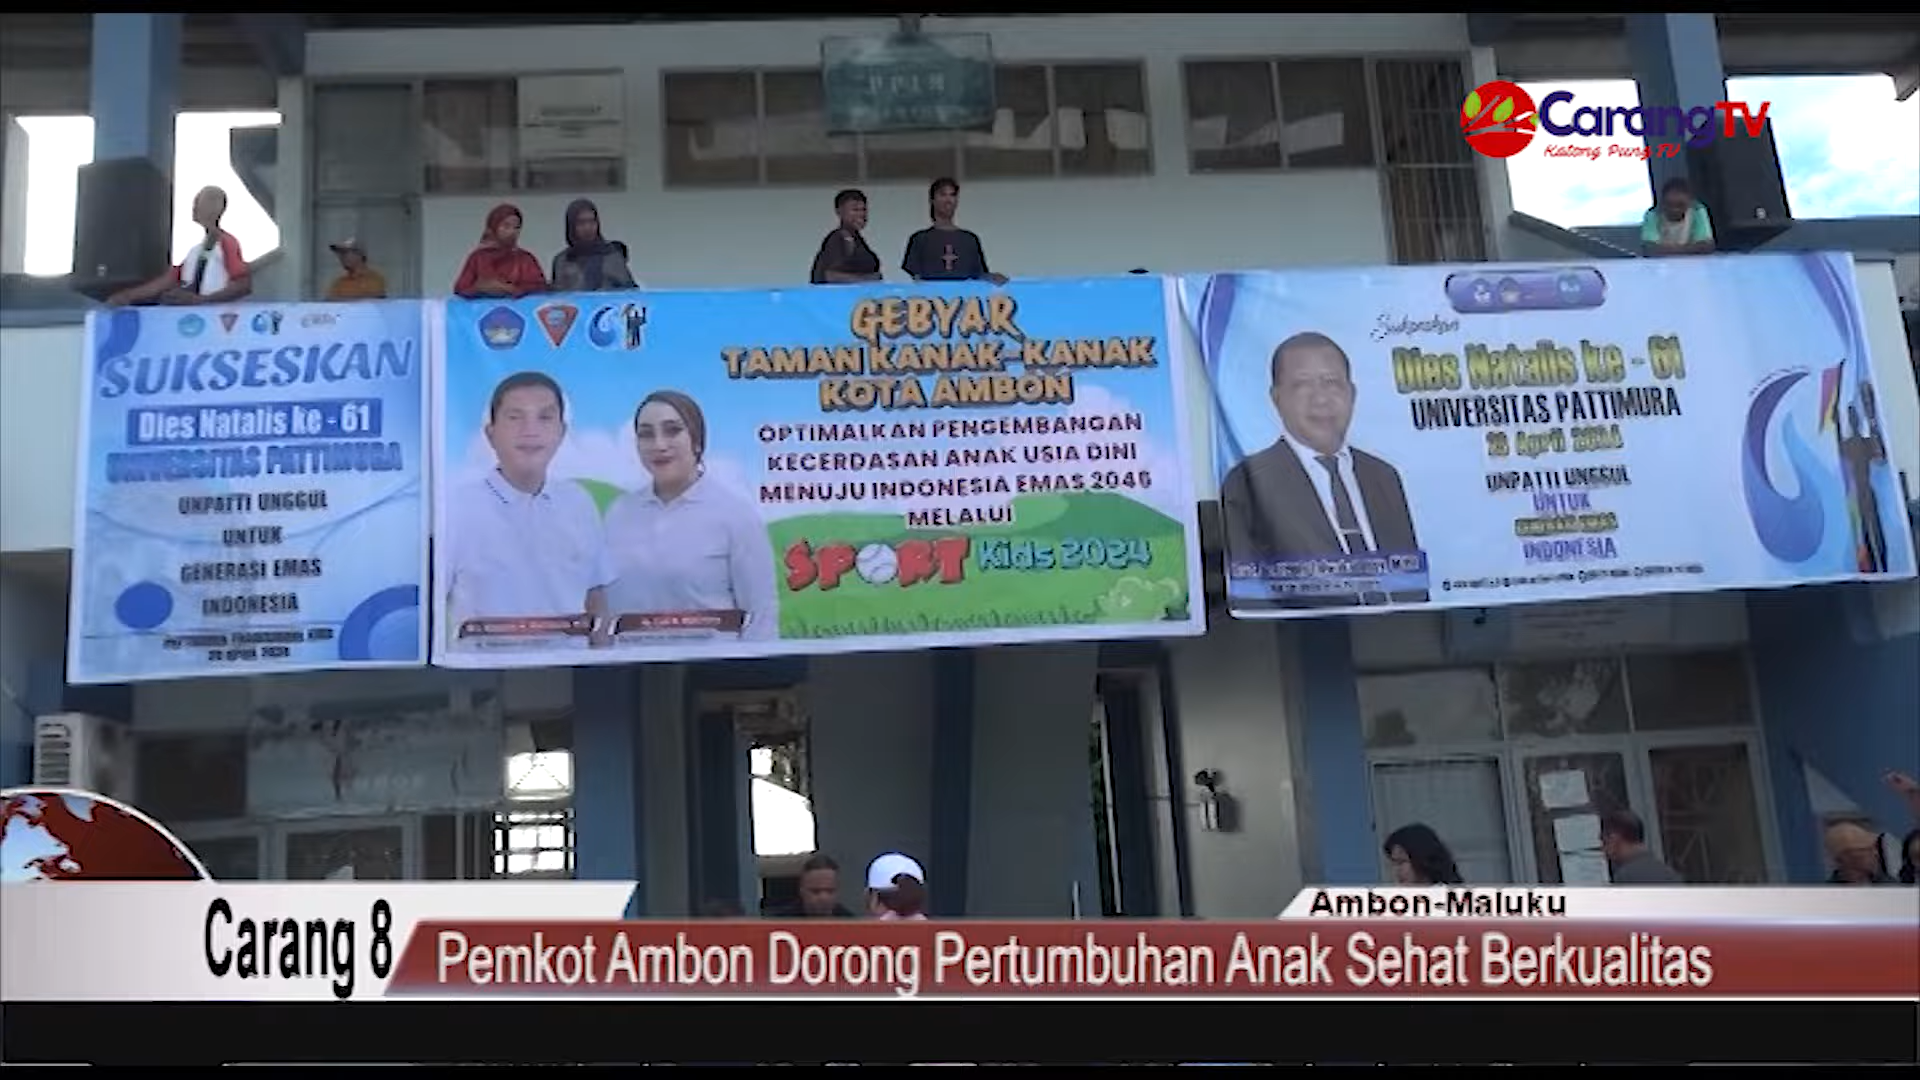 CarangTV
Katong Pung TV
SUKSESKAN
Dies Natalis ke - 61
UNIVERSITAS PATTIMURA
UNPATTI UNGGUL
UNTUK
GENERASI EMAS
INDONESIA
GEBYAR
TAMAN KANAK-KANAK
KOTA AMBON
OPTIMALKAN PENGEMBANGAN
KECERDASAN ANAK USIA DINI
MENUJU INDONESIA EMAS 2045
MELALUI
SPORT Kids 2024
Dies Natalis ke - 61
UNIVERSITAS PATTIMURA
April
UNPATTI UNGGUL
UNTUK
INDONESIA
Ambon-Maluku
Carang 8
Pemkot Ambon Dorong Pertumbuhan Anak Sehat Berkualitas